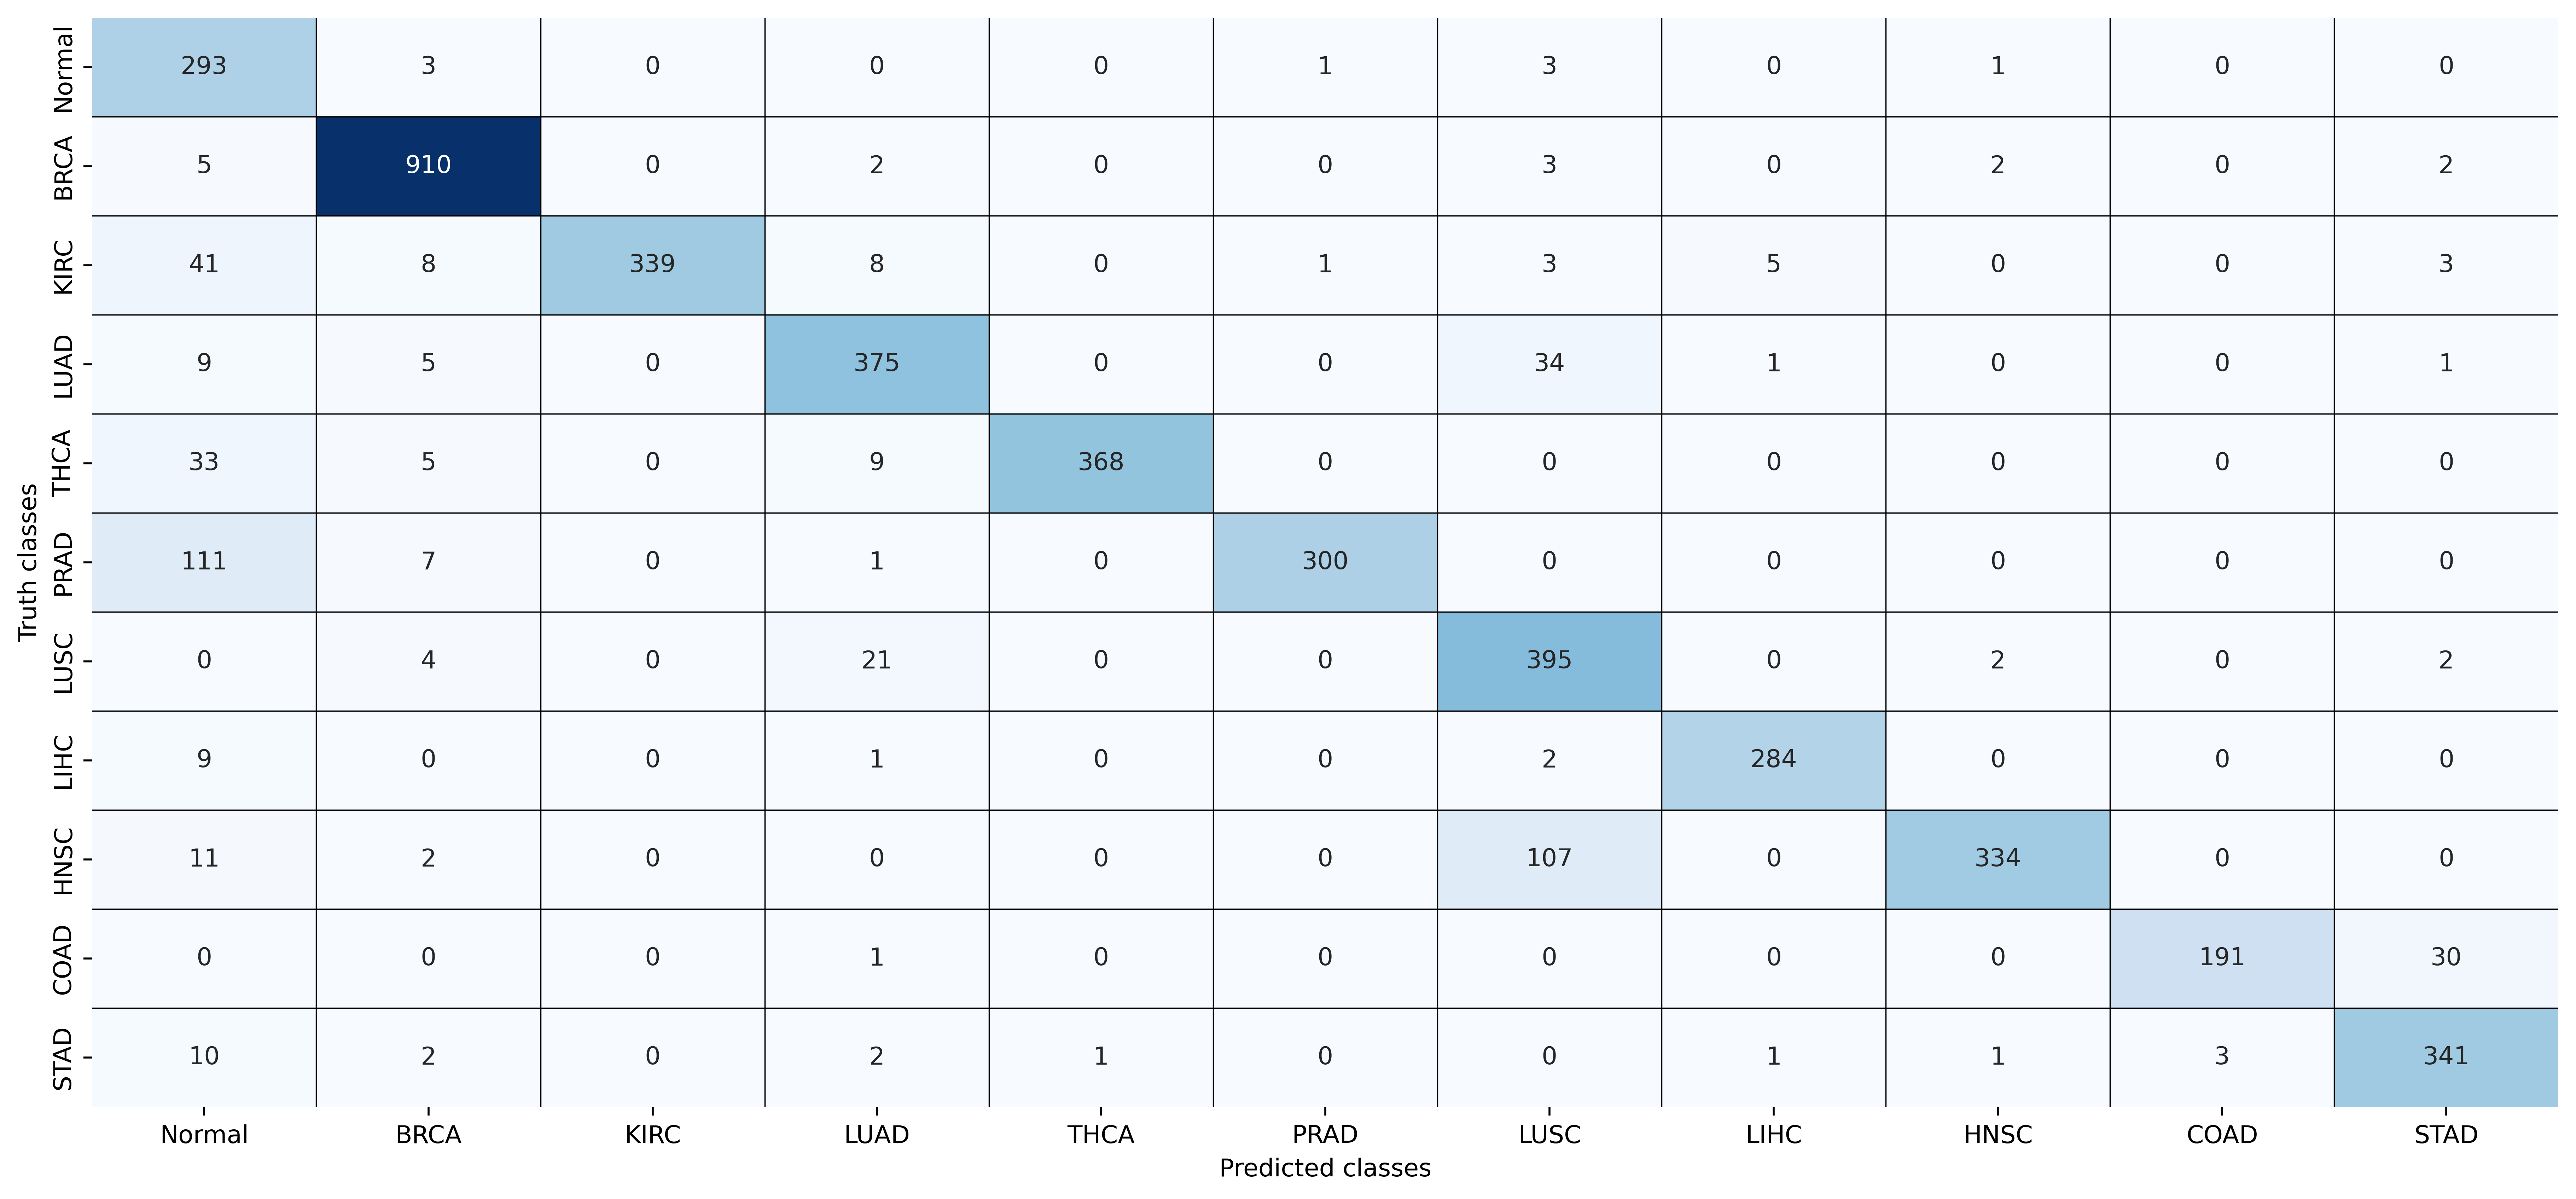 Truth classes
Normal 293 3 0 0 0 1 3 0 1 0 0
BRCA 5 910 0 2 0 0 3 0 2 0 2
KIRC 41 8 339 8 0 1 3 5 0 0 3
LUAD 9 5 0 375 0 0 34 1 0 0 1
THCA 33 5 0 9 368 0 0 0 0 0 0
PRAD 111 7 0 1 0 300 0 0 0 0 0
LUSC 0 4 0 21 0 0 395 0 2 0 2
LIHC 9 0 0 1 0 0 2 284 0 0 0
HNSC 11 2 0 0 0 0 107 0 334 0 0
COAD 0 0 0 1 0 0 0 0 0 191 30
STAD 10 2 0 2 1 0 0 1 1 3 341
Normal BRCA KIRC LUAD THCA PRAD LUSC LIHC HNSC COAD STAD
Predicted classes